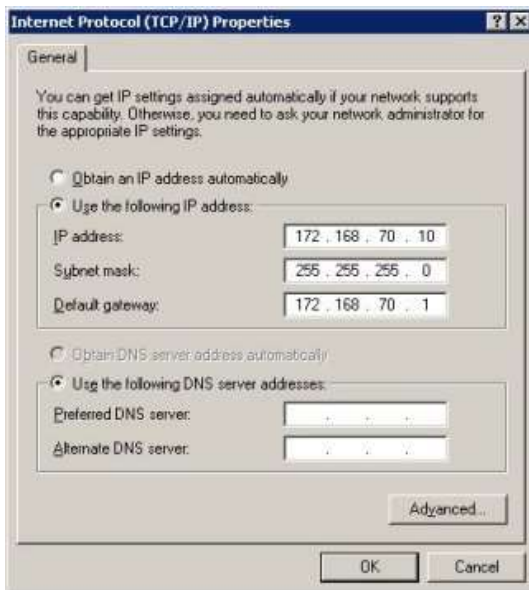 Internet Protocol (TCP/IP) Properties
General
You can get IP settings assigned automatically if your network supports
this capability. Otherwise, you need to ask your network administrator for
the appropriate IP settings.
Obtain an IP address automatically
Use the following IP address:
IP address: 172 . 168 . 70 . 10
Subnet mask: 255 . 255 . 255 . 0
Default gateway: 172 . 168 . 70 . 1
Obtain DNS server address automatically
Use the following DNS server addresses:
Preferred DNS server: . . .
Alternate DNS server: . . .
Advanced...
OK Cancel